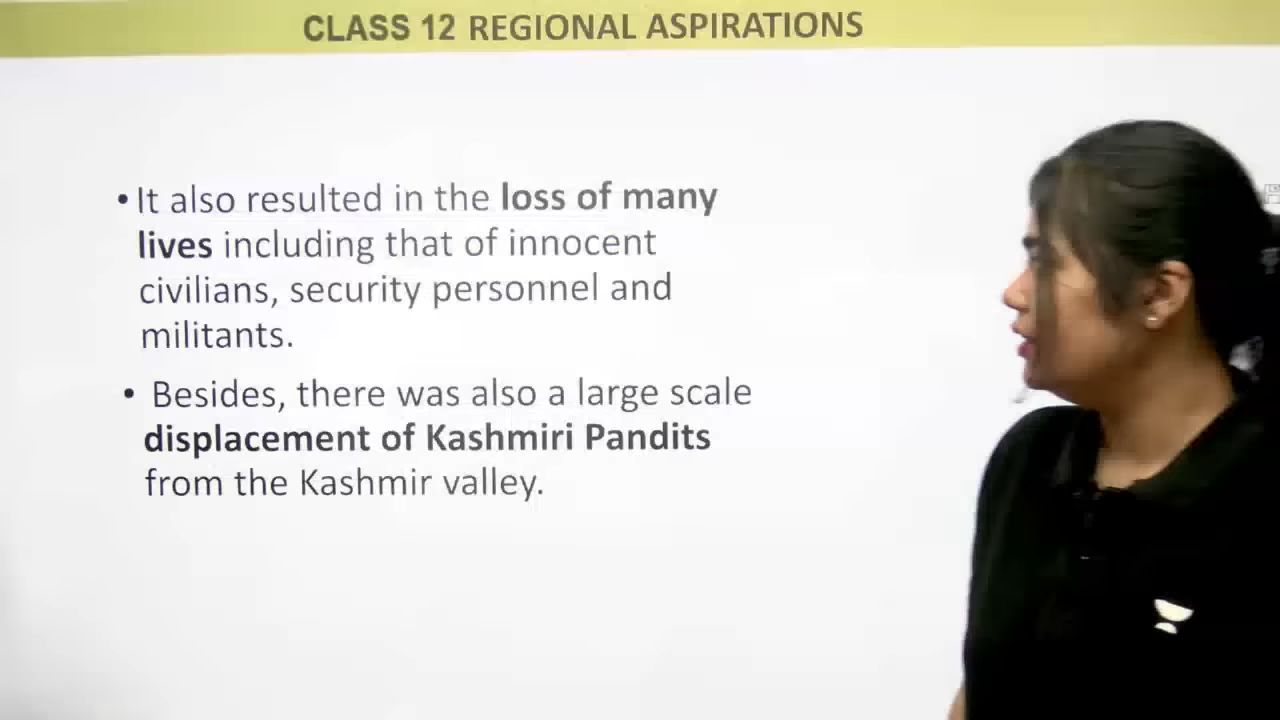 CLASS 12 REGIONAL ASPIRATIONS
• It also resulted in the loss of many
lives including that of innocent
civilians, security personnel and
militants.
• Besides, there was also a large scale
displacement of Kashmiri Pandits
from the Kashmir valley.